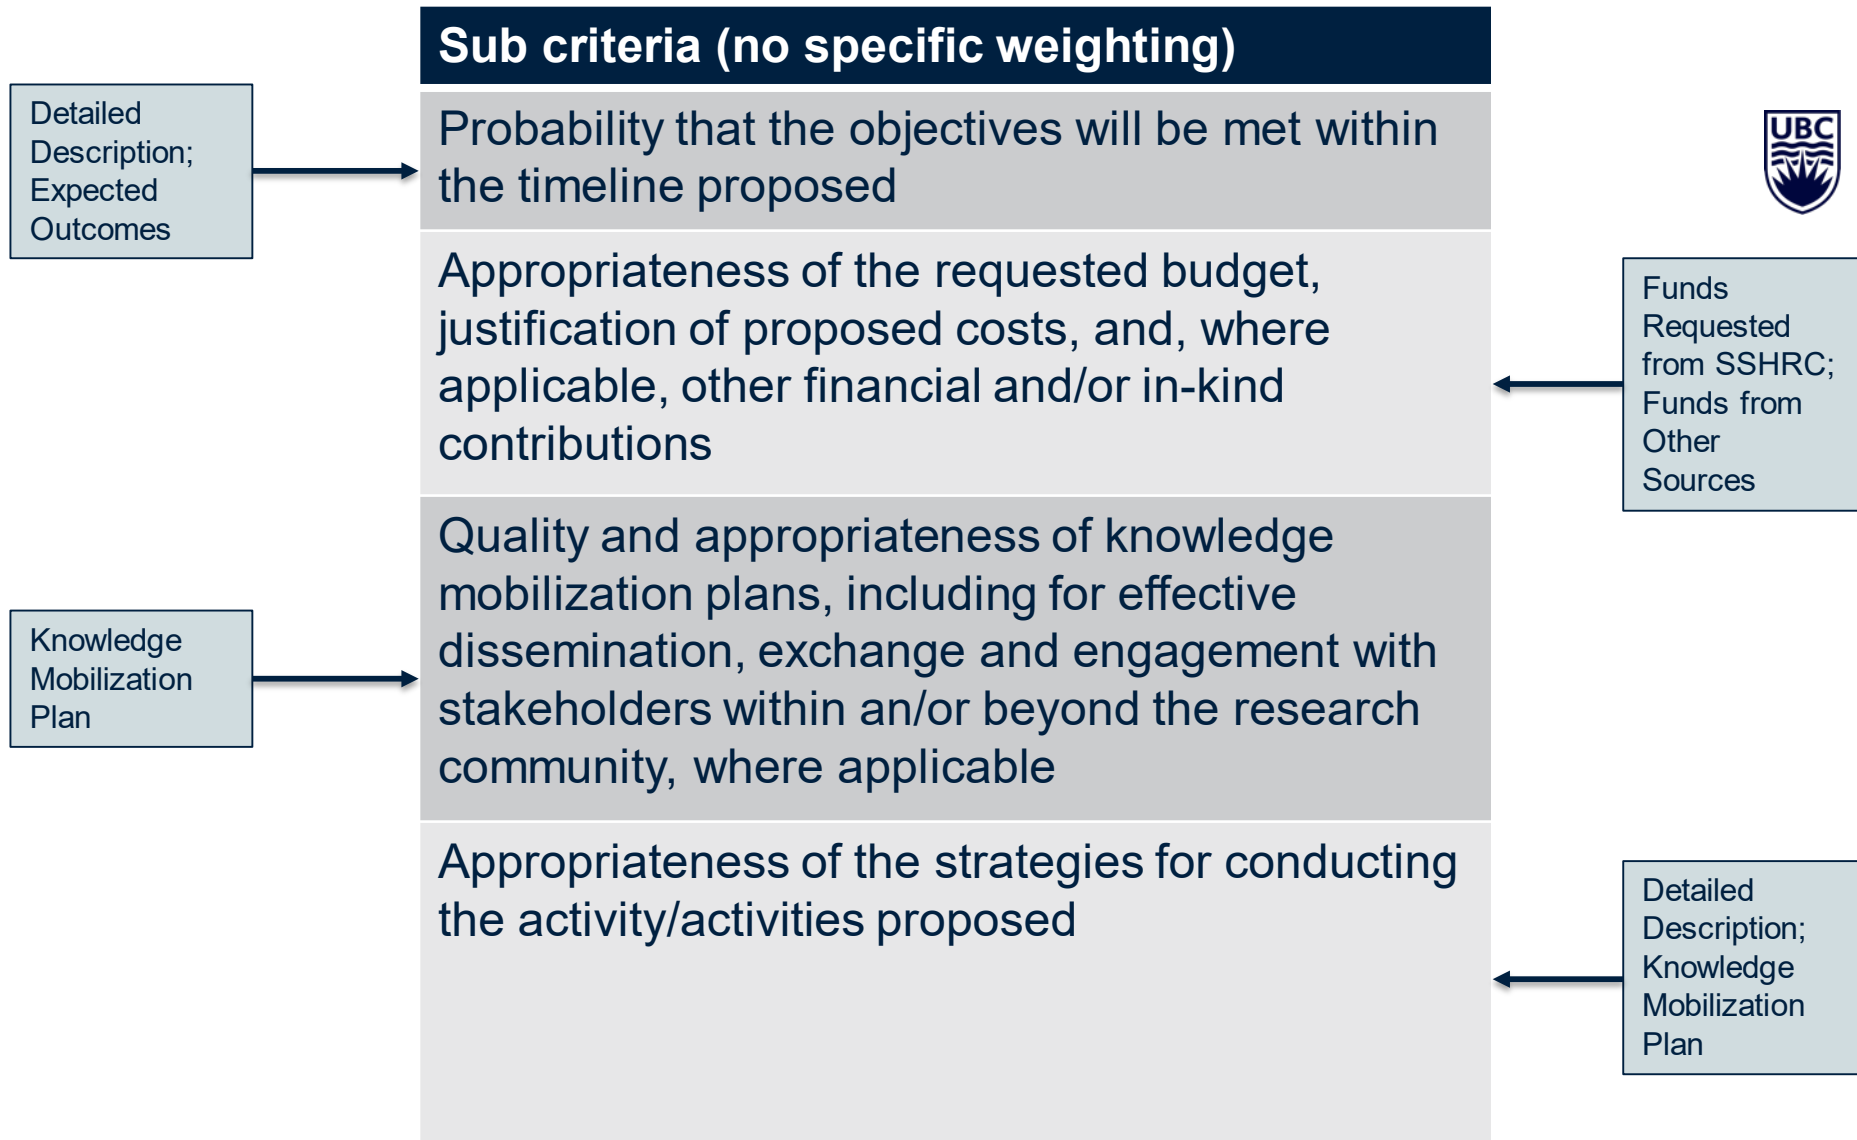 Sub criteria (no specific weighting)
Detailed
Description;
Expected
Outcomes
Probability that the objectives will be met within
the timeline proposed
UBC
Appropriateness of the requested budget,
justification of proposed costs, and, where
applicable, other financial and/or in-kind
contributions
Funds
Requested
from SSHRC;
Funds from
Other
Sources
Knowledge
Mobilization
Plan
Quality and appropriateness of knowledge
mobilization plans, including for effective
dissemination, exchange and engagement with
stakeholders within an/or beyond the research
community, where applicable
Appropriateness of the strategies for conducting
the activity/activities proposed
Detailed
Description;
Knowledge
Mobilization
Plan